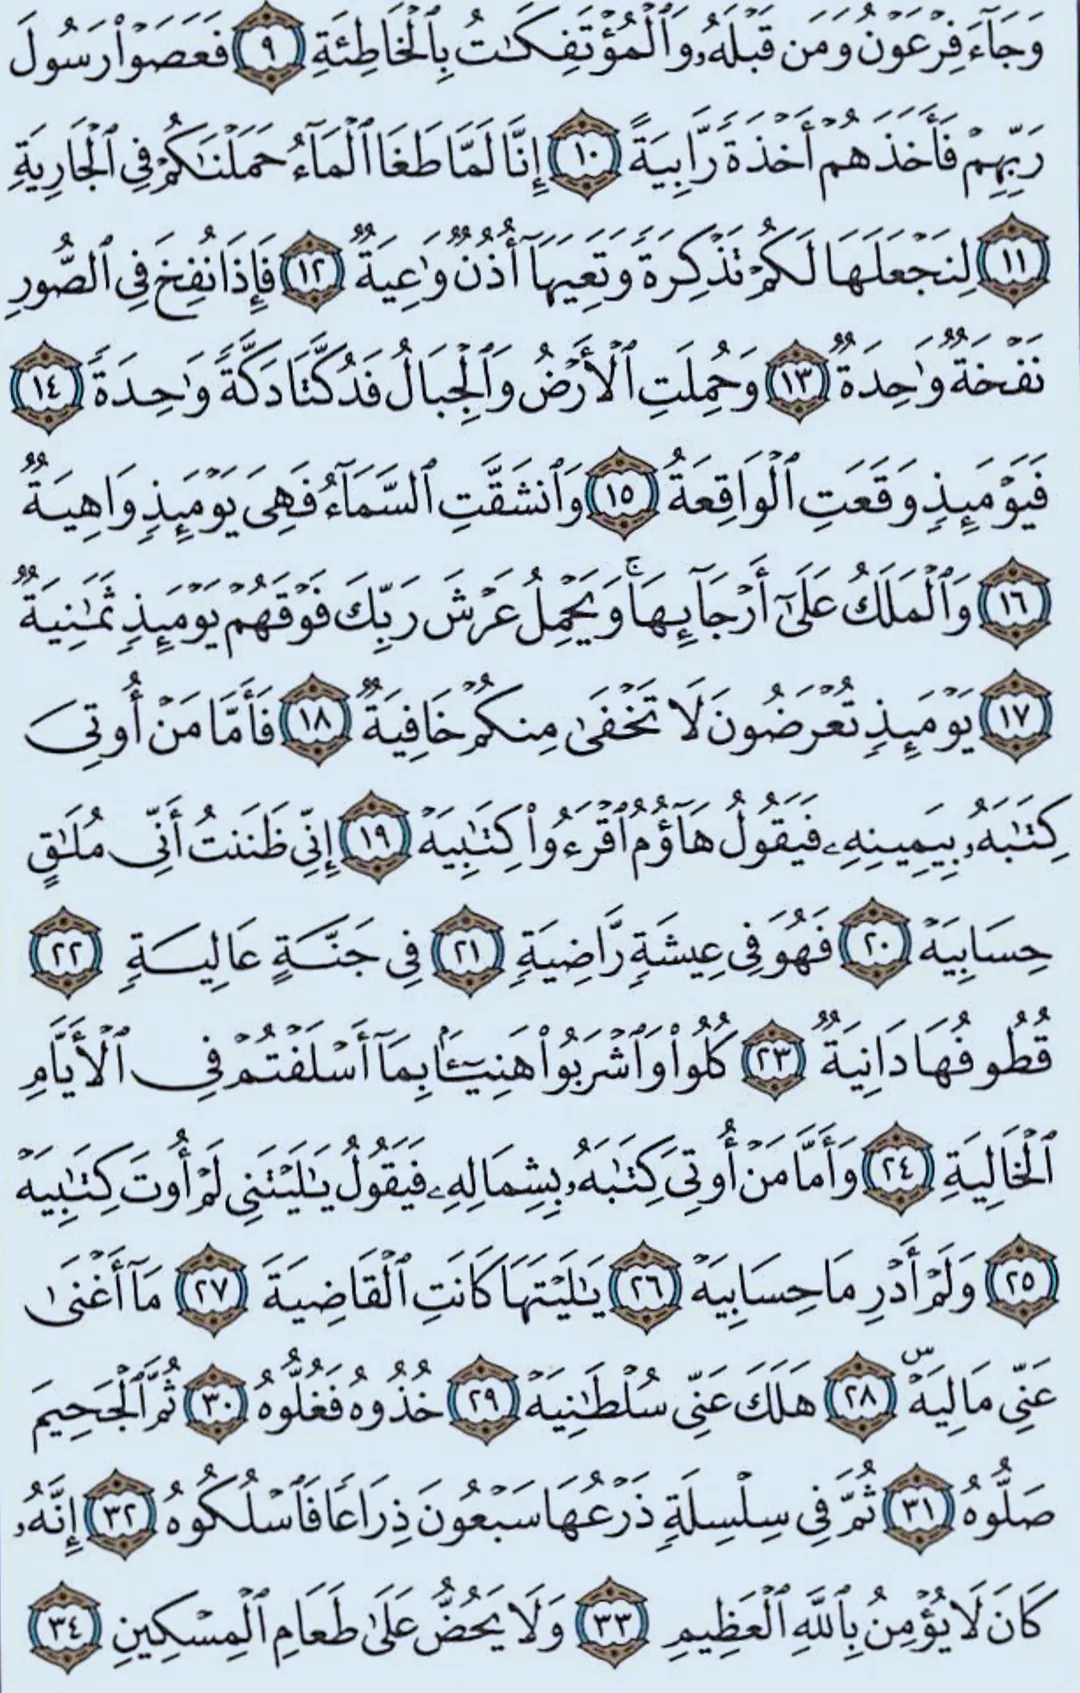 وَجَآءَ فِرْعَوْنُ وَمَن قَبْلَهُۥ وَٱلْمُؤْتَفِكَـٰتُ بِٱلْخَاطِئَةِ ٩ فَعَصَوْا۟ رَسُولَ
رَبِّهِمْ فَأَخَذَهُمْ أَخْذَةً رَّابِيَةً ١٠ إِنَّا لَمَّا طَغَا ٱلْمَآءُ حَمَلْنَـٰكُمْ فِى ٱلْجَارِيَةِ
١١ لِنَجْعَلَهَا لَكُمْ تَذْكِرَةً وَتَعِيَهَآ أُذُنٌ وَٰعِيَةٌ ١٢ فَإِذَا نُفِخَ فِى ٱلصُّورِ
نَفْخَةٌ وَٰحِدَةٌ ١٣ وَحُمِلَتِ ٱلْأَرْضُ وَٱلْجِبَالُ فَدُكَّتَا دَكَّةً وَٰحِدَةً ١٤
فَيَوْمَئِذٍ وَقَعَتِ ٱلْوَاقِعَةُ ١٥ وَٱنشَقَّتِ ٱلسَّمَآءُ فَهِىَ يَوْمَئِذٍ وَاهِيَةٌ
١٦ وَٱلْمَلَكُ عَلَىٰٓ أَرْجَآئِهَا ۚ وَيَحْمِلُ عَرْشَ رَبِّكَ فَوْقَهُمْ يَوْمَئِذٍ ثَمَـٰنِيَةٌ
١٧ يَوْمَئِذٍ تُعْرَضُونَ لَا تَخْفَىٰ مِنكُمْ خَافِيَةٌ ١٨ فَأَمَّا مَنْ أُوتِىَ
كِتَـٰبَهُۥ بِيَمِينِهِۦ فَيَقُولُ هَآؤُمُ ٱقْرَءُوا۟ كِتَـٰبِيَهْ ١٩ إِنِّى ظَنَنتُ أَنِّى مُلَـٰقٍ
حِسَابِيَهْ ٢٠ فَهُوَ فِى عِيشَةٍ رَّاضِيَةٍ ٢١ فِى جَنَّةٍ عَالِيَةٍ ٢٢
قُطُوفُهَا دَانِيَةٌ ٢٣ كُلُوا۟ وَٱشْرَبُوا۟ هَنِيٓـًٔۢا بِمَآ أَسْلَفْتُمْ فِى ٱلْأَيَّامِ
ٱلْخَالِيَةِ ٢٤ وَأَمَّا مَنْ أُوتِىَ كِتَـٰبَهُۥ بِشِمَالِهِۦ فَيَقُولُ يَـٰلَيْتَنِى لَمْ أُوتَ كِتَـٰبِيَهْ
٢٥ وَلَمْ أَدْرِ مَا حِسَابِيَهْ ٢٦ يَـٰلَيْتَهَا كَانَتِ ٱلْقَاضِيَةَ ٢٧ مَآ أَغْنَىٰ
عَنِّى مَالِيَهْ ۜ ٢٨ هَلَكَ عَنِّى سُلْطَـٰنِيَهْ ٢٩ خُذُوهُ فَغُلُّوهُ ٣٠ ثُمَّ ٱلْجَحِيمَ
صَلُّوهُ ٣١ ثُمَّ فِى سِلْسِلَةٍ ذَرْعُهَا سَبْعُونَ ذِرَاعًا فَٱسْلُكُوهُ ٣٢ إِنَّهُۥ
كَانَ لَا يُؤْمِنُ بِٱللَّهِ ٱلْعَظِيمِ ٣٣ وَلَا يَحُضُّ عَلَىٰ طَعَامِ ٱلْمِسْكِينِ ٣٤